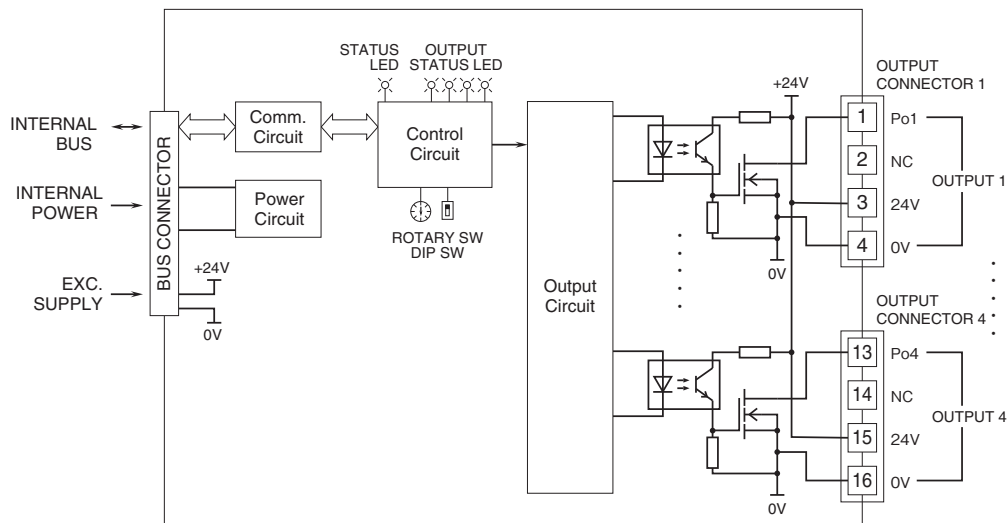 STATUS
LED
OUTPUT
STATUS LED
+24V
OUTPUT
CONNECTOR 1
INTERNAL
BUS
BUS CONNECTOR
Comm.
Circuit
Control
Circuit
1
Po1
2
NC
OUTPUT 1
3
24V
4
0V
INTERNAL
POWER
Power
Circuit
ROTARY SW
DIP SW
0V
EXC.
SUPPLY
+24V
0V
Output
Circuit
OUTPUT
CONNECTOR 4
13
Po4
14
NC
OUTPUT 4
15
24V
16
0V
0V